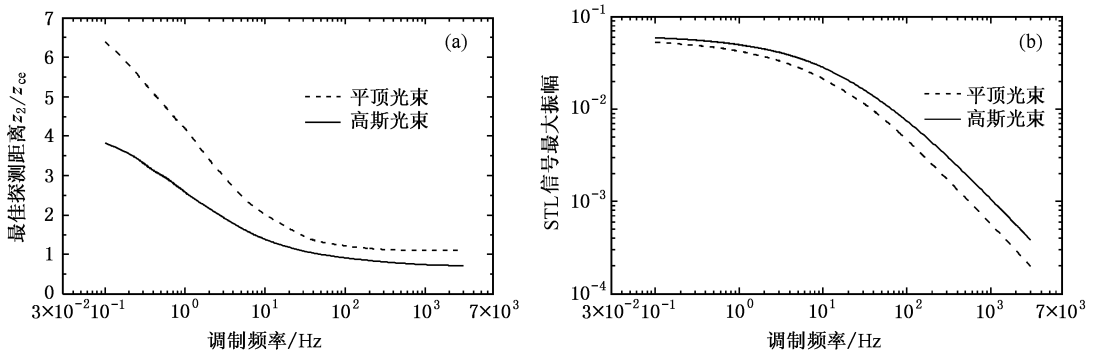 7
6
5
4
3
2
1
0
最佳探测距离z₂/z_ce
(a)
平顶光束
高斯光束
3×10⁻²
10⁻¹
10⁰
10¹
10²
10³
7×10³
调制频率/Hz
10⁻¹
10⁻²
10⁻³
10⁻⁴
STL信号最大振幅
(b)
平顶光束
高斯光束
3×10⁻²
10⁻¹
10⁰
10¹
10²
10³
7×10³
调制频率/Hz